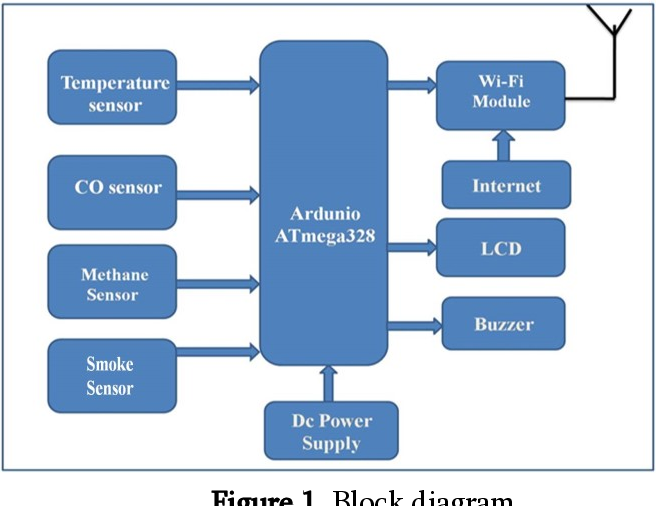 Temperature
sensor
CO sensor
Methane
Sensor
Smoke
Sensor
Ardunio
ATmega328
Dc Power
Supply
Wi-Fi
Module
Internet
LCD
Buzzer
Figure 1. Block diagram